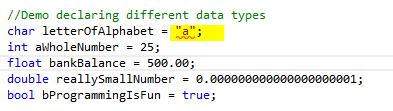 //Demo declaring different data types
char letterOfAlphabet = "a";
int aWholeNumber = 25;
float bankBalance = 500.00;
double reallySmallNumber = 0.000000000000000000001;
bool bProgrammingIsFun = true;